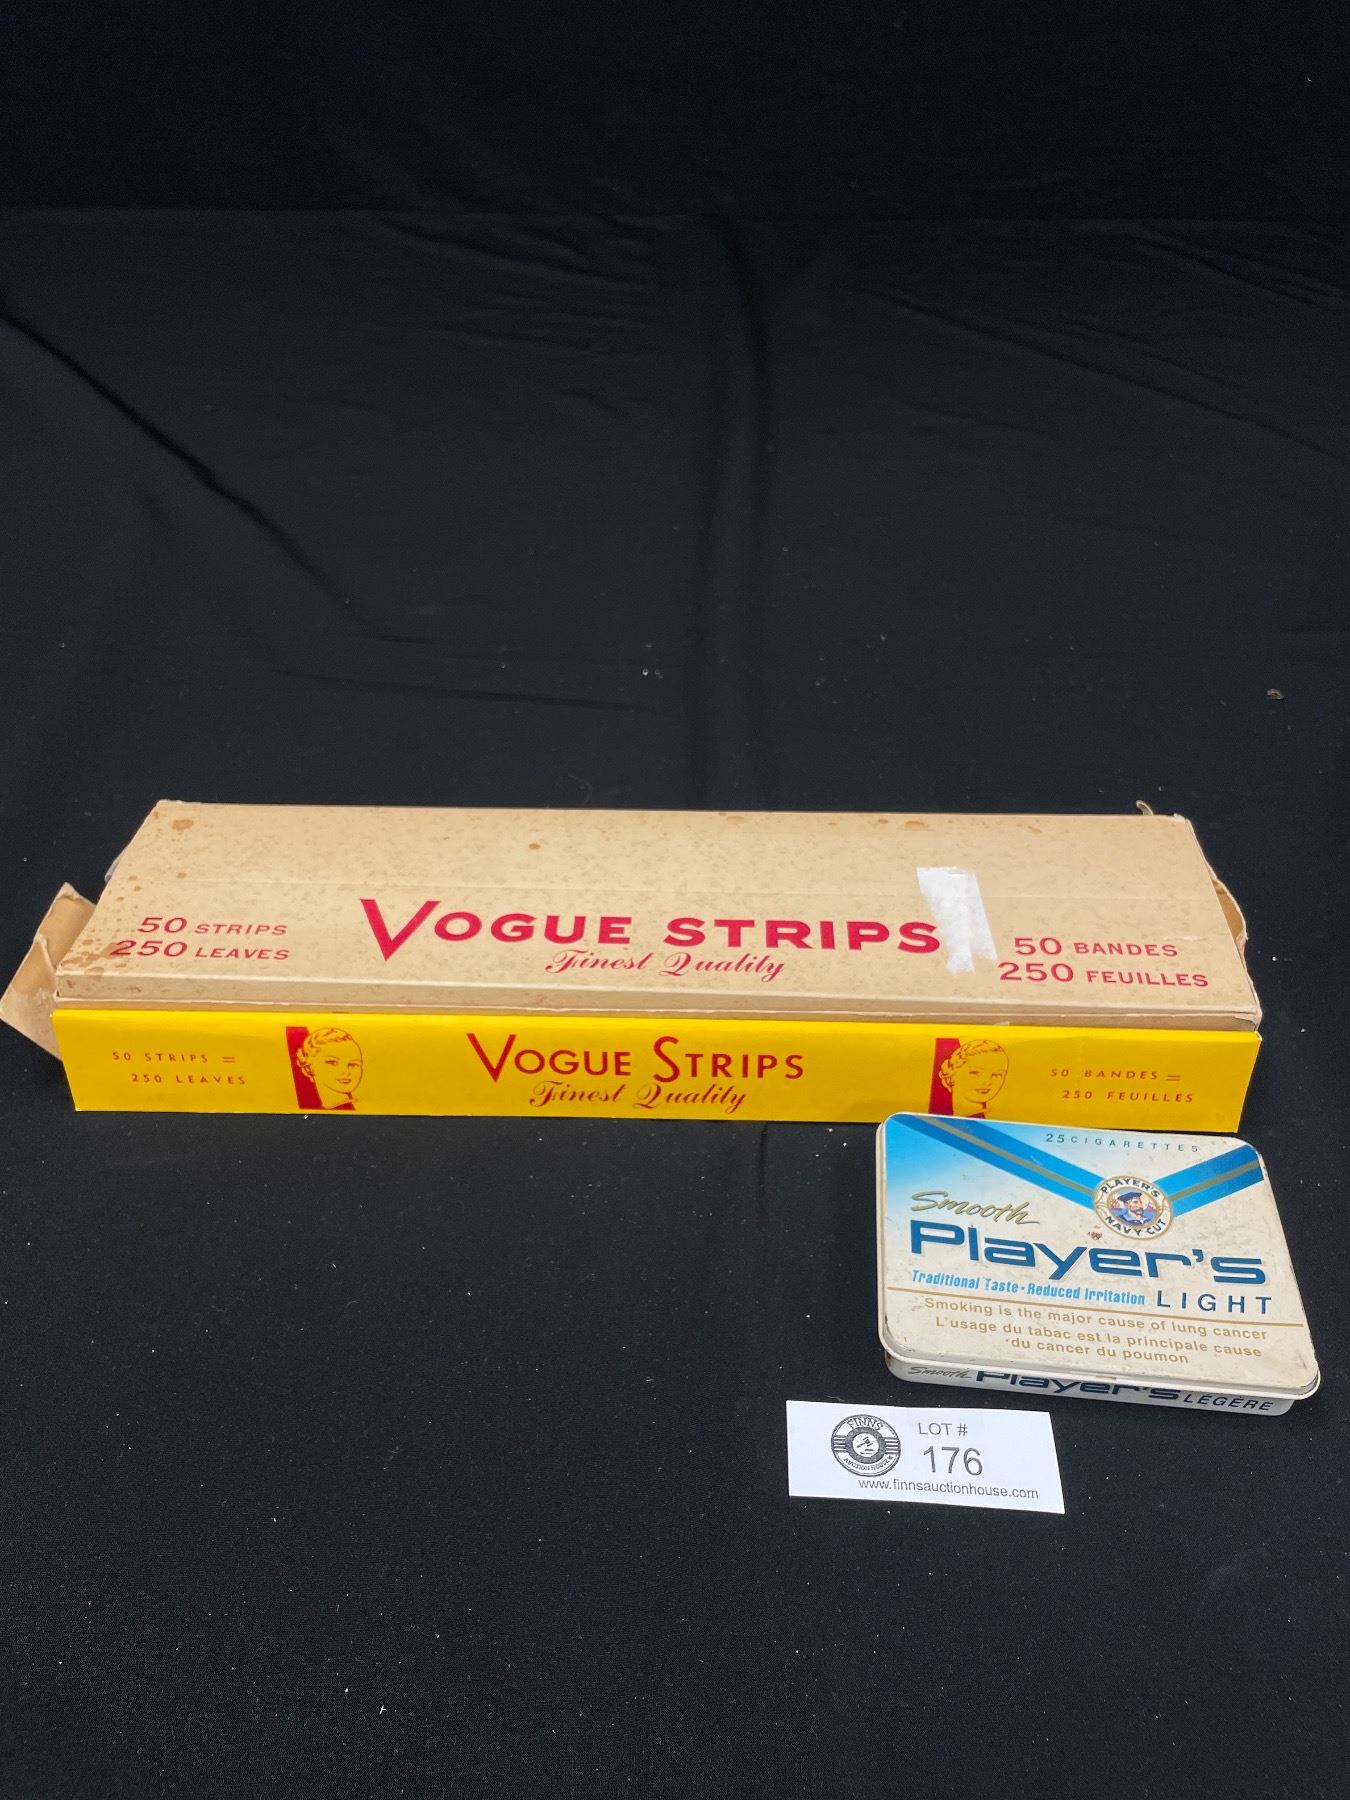 50 STRIPS
250 LEAVES
VOGUE STRIPS
Finest Quality
50 BANDES
250 FEUILLES
50 STRIPS =
250 LEAVES
VOGUE STRIPS
Finest Quality
50 BANDES =
250 FEUILLES
25 CIGARETTES
PLAYER'S
NAVY CUT
Smooth
Player's
Traditional Taste · Reduced Irritation LIGHT
Smoking is the major cause of lung cancer
L'usage du tabac est la principale cause
du cancer du poumon
Smooth Player's LÉGÈRE
FINNS
AUCTION HOUSE
LOT #
176
www.finnsauctionhouse.com